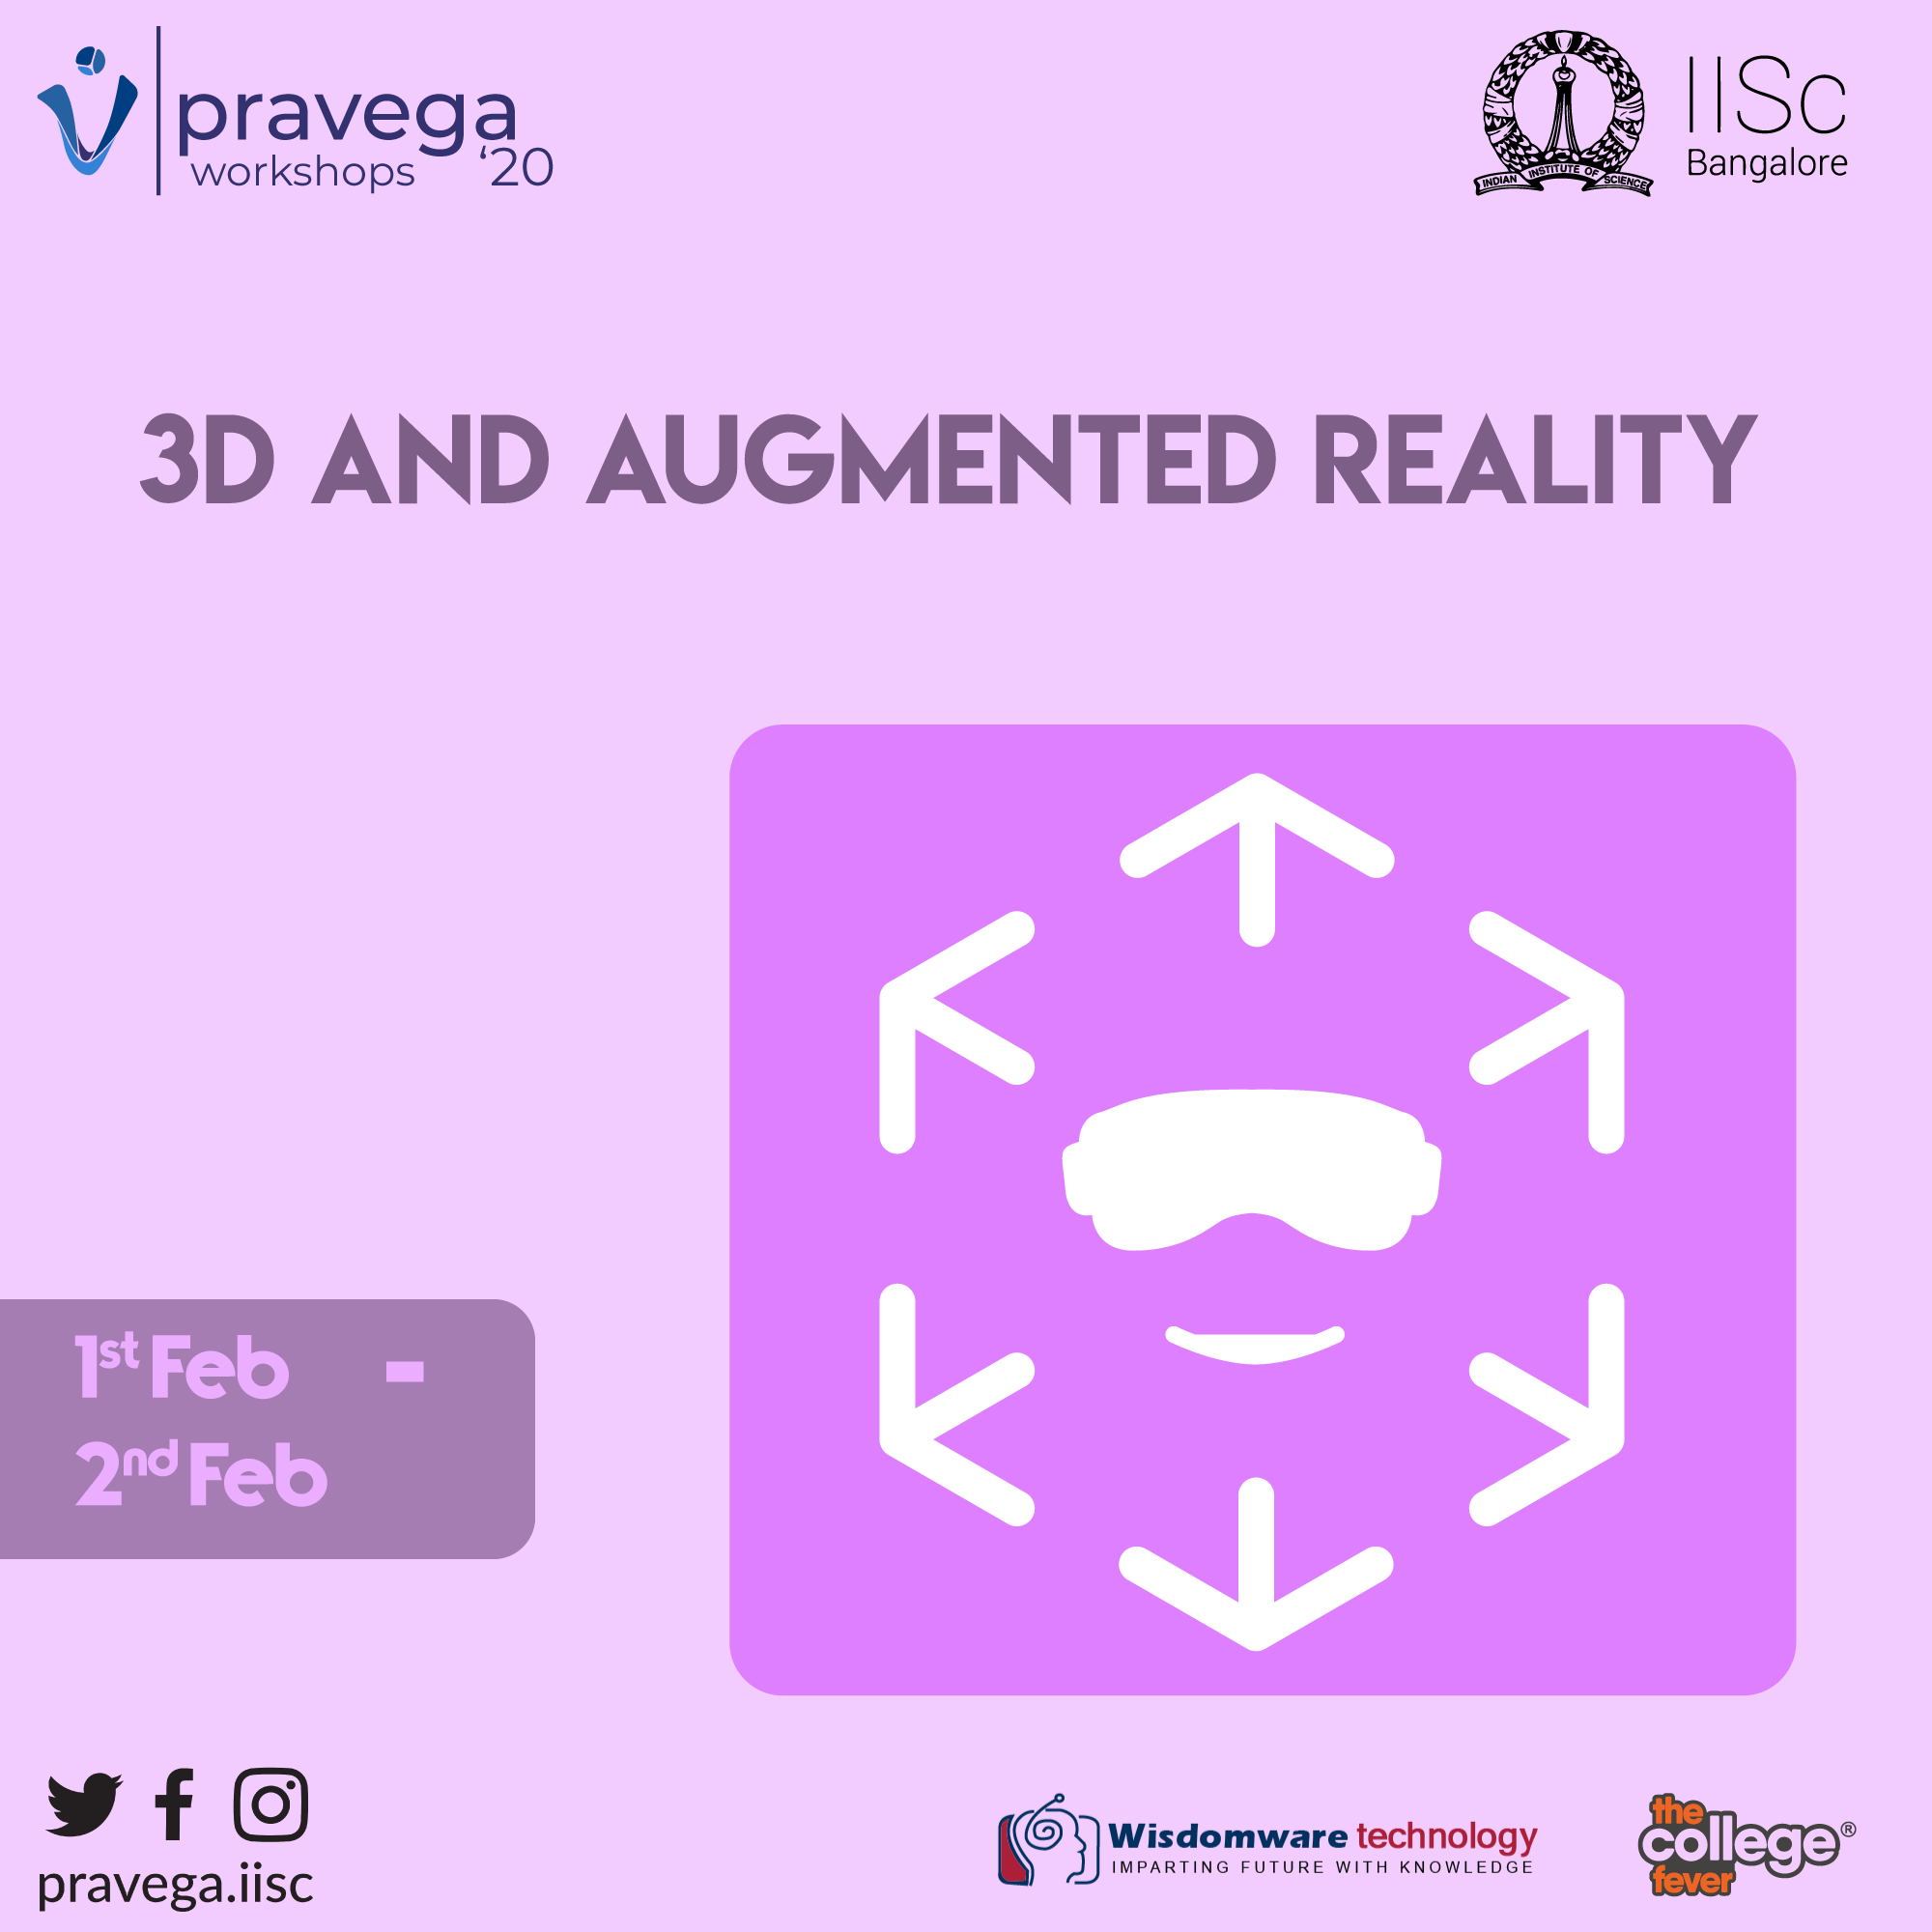 pravega
workshops '20
INDIAN INSTITUTE OF SCIENCE
IISc
Bangalore
3D AND AUGMENTED REALITY
1st Feb -
2nd Feb
pravega.iisc
Wisdomware technology
IMPARTING FUTURE WITH KNOWLEDGE
the
college®
fever